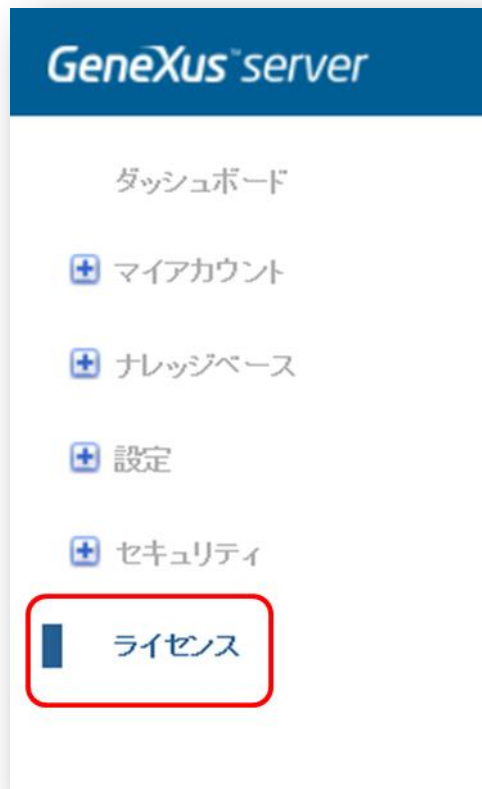 GeneXus™ server
ダッシュボード
マイアカウント
ナレッジベース
設定
セキュリティ
ライセンス